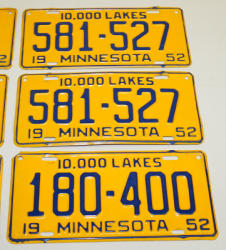 10,000 LAKES
581-527
19 MINNESOTA 52
10,000 LAKES
581-527
19 MINNESOTA 52
10,000 LAKES
180-400
19 MINNESOTA 52